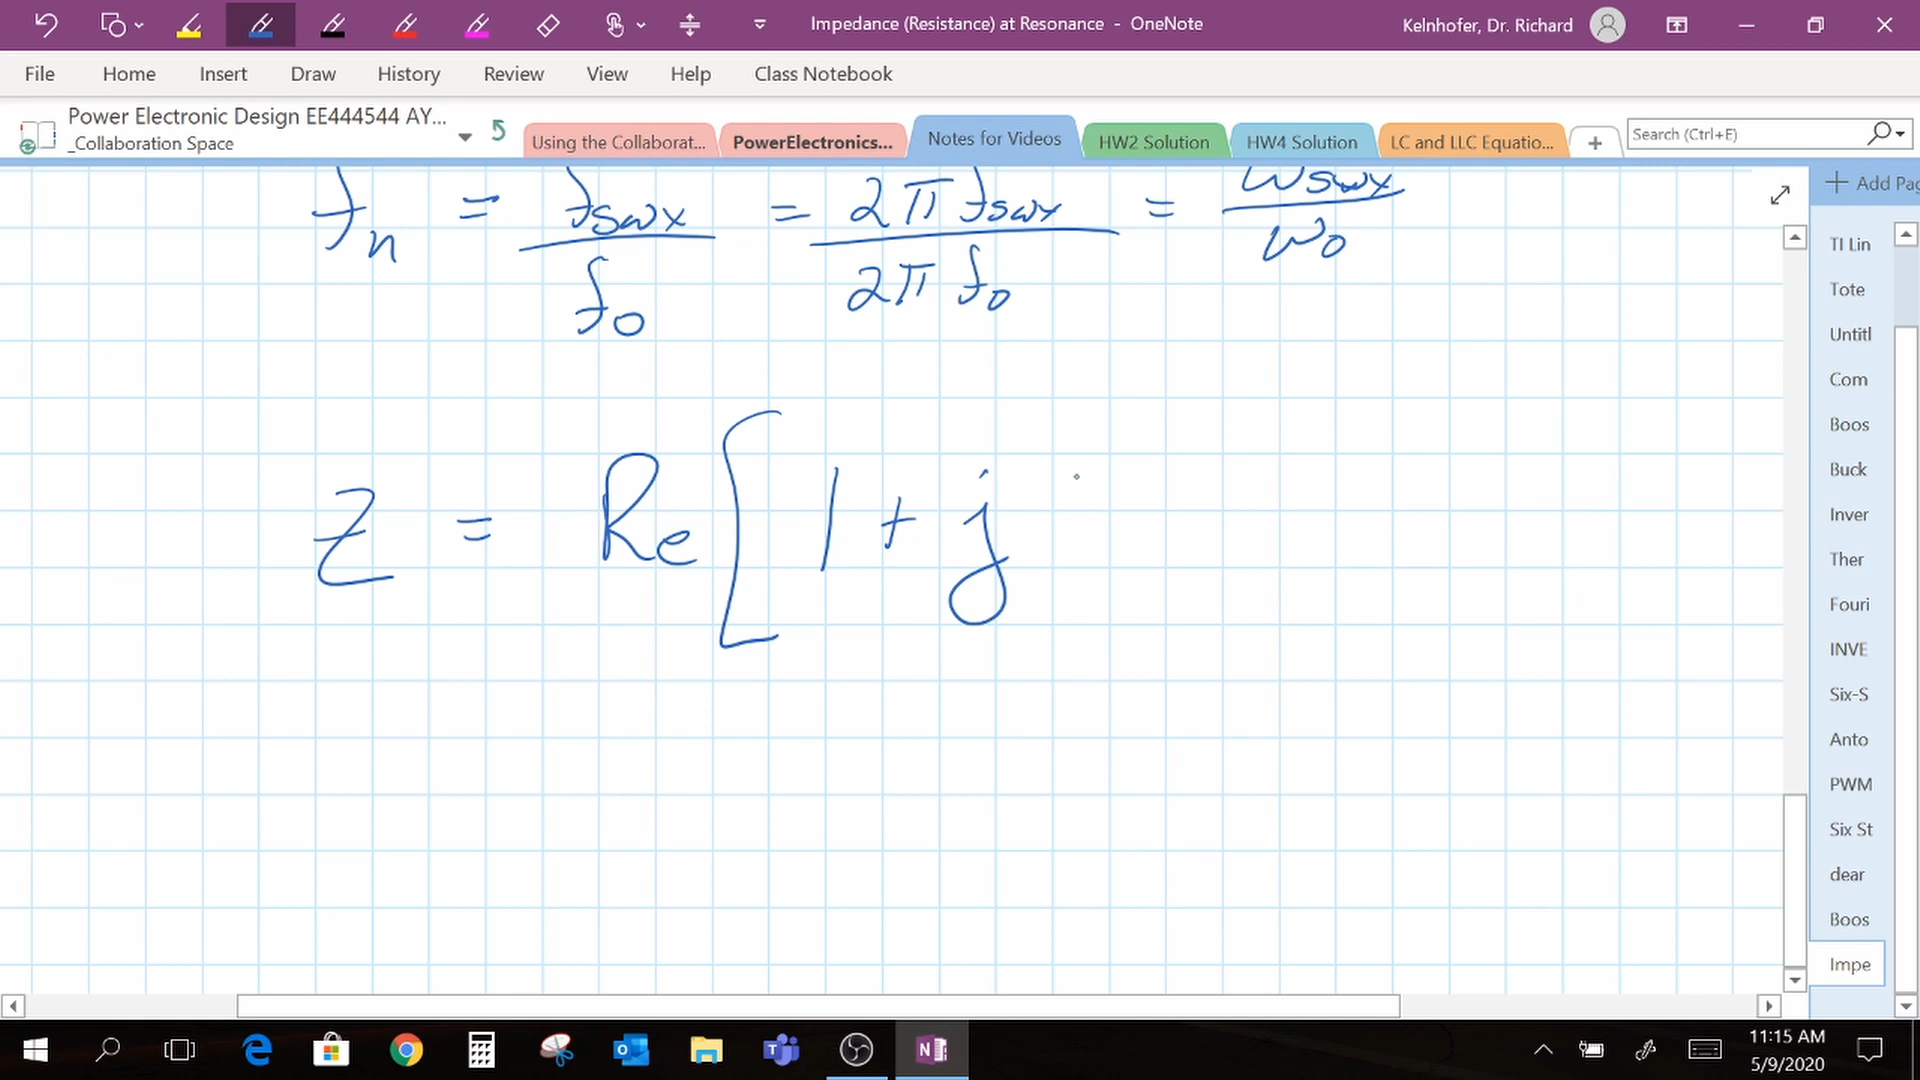 Impedance (Resistance) at Resonance - OneNote
Kelnhofer, Dr. Richard
File Home Insert Draw History Review View Help Class Notebook
Power Electronic Design EE444544 AY...
_Collaboration Space
Using the Collaborat... PowerElectronics... Notes for Videos HW2 Solution HW4 Solution LC and LLC Equatio... +
Search (Ctrl+E)
Add Pag
TI Lin
Tote
Untitl
Com
Boos
Buck
Inver
Ther
Fouri
INVE
Six-S
Anto
PWM
Six St
dear
Boos
Impe
fn = fswx / f0 = 2π fswx / 2π f0 = ωswx / ω0
Z = Re [ 1 + j
11:15 AM
5/9/2020